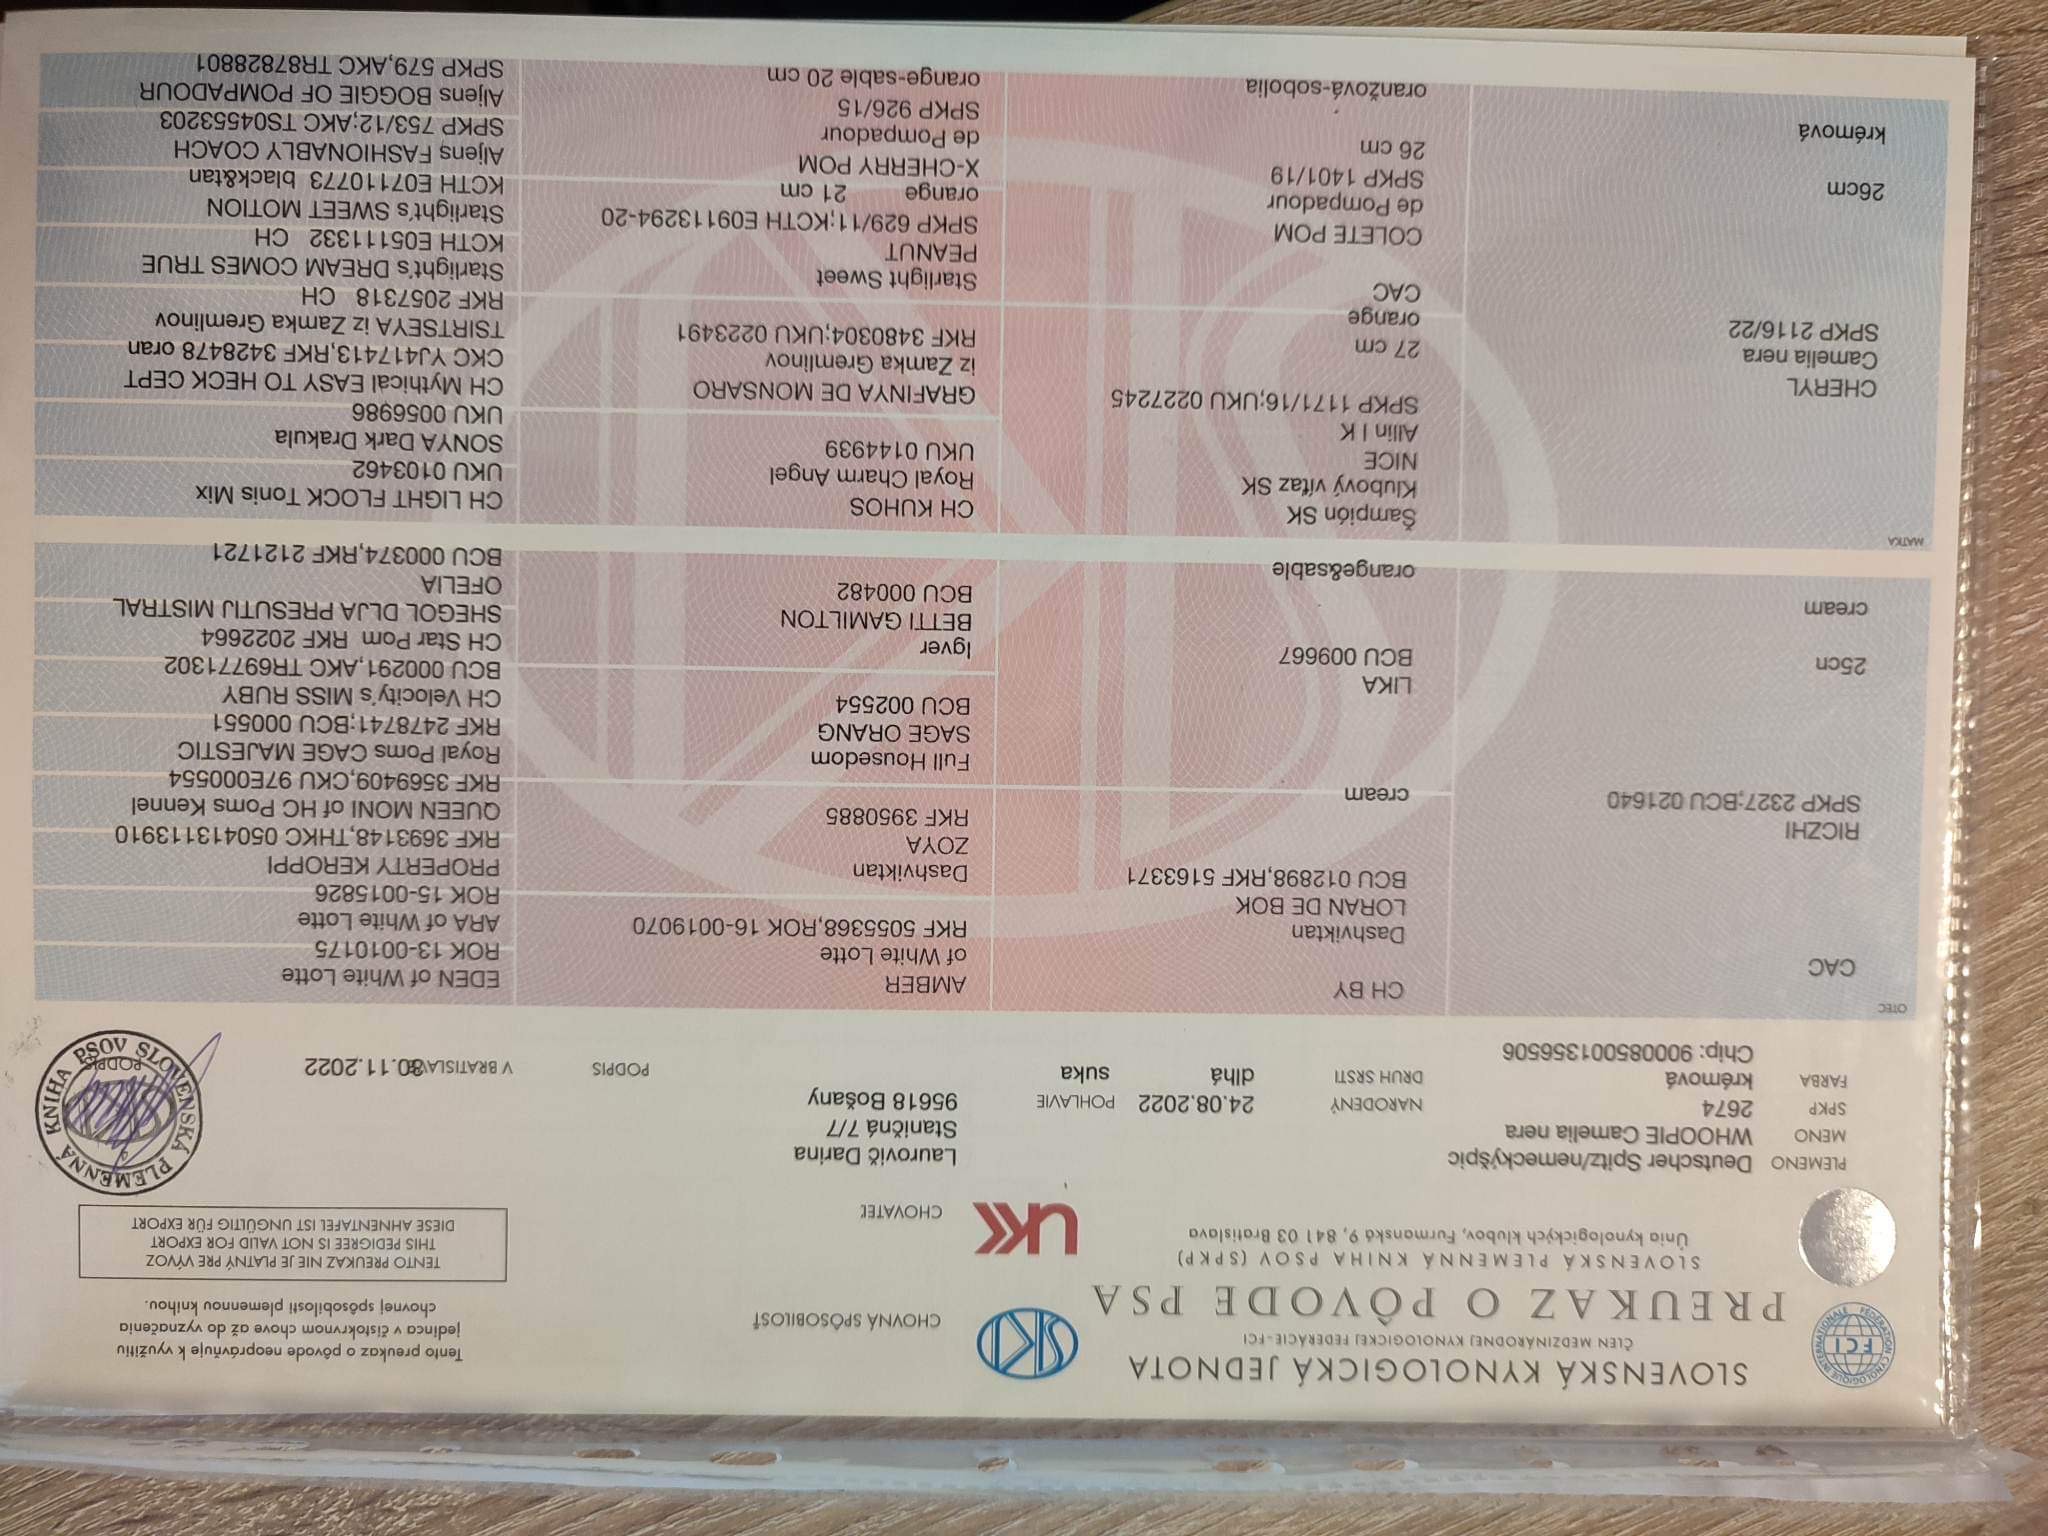 FÉDÉRATION CYNOLOGIQUE INTERNATIONALE
FCI
SLOVENSKÁ KYNOLOGICKÁ JEDNOTA
ČLEN MEDZINÁRODNEJ KYNOLOGICKEJ FEDERÁCIE-FCI
PREUKAZ O PÔVODE PSA
SLOVENSKÁ PLEMENNÁ KNIHA PSOV (SPKP)
Únia kynologických klubov, Furmanská 9, 841 03 Bratislava
SKJ
UKK
CHOVNÁ SPÔSOBILOSŤ
Tento preukaz o pôvode neoprávňuje k využitiu
jedinca v čistokrvnom chove až do vyznačenia
chovnej spôsobilosti plemennou knihou.
TENTO PREUKAZ NIE JE PLATNÝ PRE VÝVOZ
THIS PEDIGREE IS NOT VALID FOR EXPORT
DIESE AHNENTAFEL IST UNGÜLTIG FÜR EXPORT
PLEMENO Deutscher Spitz/nemeckýšpic
MENO WHOOPIE Camelia nera
SPKP 2674
NARODENÝ 24.08.2022
POHLAVIE suka
FARBA krémová
DRUH SRSTI dlhá
Chip: 900085001356506
CHOVATEĽ
Laurovič Darina
Staničná 7/7
95618 Bošany
PODPIS
V BRATISLAVE 30.11.2022
PODPIS
SLOVENSKÁ PLEMENNÁ KNIHA PSOV
OTEC
CAC
RICZHI
SPKP 2327;BCU 021640
25cn
cream
CH BY
Dashviktan
LORAN DE BOK
BCU 012898,RKF 5163371
cream
LIKA
BCU 009667
orange&sable
AMBER
of White Lotte
RKF 5055368,ROK 16-0019070
Dashviktan
ZOYA
RKF 3950885
Full Housedom
SAGE ORANG
BCU 002554
Igver
BETTI GAMILTON
BCU 000482
EDEN of White Lotte
ROK 13-0010175
ARA of White Lotte
ROK 15-0015826
PROPERTY KEROPPI
RKF 3693148,THKC 0504131113910
QUEEN MONI of HC Poms Kennel
RKF 3569409,CKU 97E000554
Royal Poms CAGE MAJESTIC
RKF 2478741;BCU 000551
CH Velocity's MISS RUBY
BCU 000291,AKC TR69771302
CH Star Pom RKF 2022664
SHEGOL DLJA PRESUTIJ MISTRAL
OFELIA
BCU 000374,RKF 2121721
MATKA
CHERYL
Camelia nera
SPKP 2116/22
26cm
krémová
Šampión SK
Klubový víťaz SK
NICE
Allin I K
SPKP 1171/16;UKU 0227245
27 cm
orange
CAC
COLETE POM
de Pompadour
SPKP 1401/19
26 cm
oranžová-sobolia
CH KUHOS
Royal Charm Angel
UKU 0144939
GRAFINYA DE MONSARO
iz Zamka Gremlinov
RKF 3480304;UKU 0223491
Starlight Sweet
PEANUT
SPKP 629/11;KCTH E09113294-20
orange 21 cm
X-CHERRY POM
de Pompadour
SPKP 926/15
orange-sable 20 cm
CH LIGHT FLOCK Tonis Mix
UKU 0103462
SONYA Dark Drakula
UKU 0056986
CH Mythical EASY TO HECK CEPT
CKC YJ417413,RKF 3428478 oran
TSIRTSEYA iz Zamka Gremlinov
RKF 2057318 CH
Starlight's DREAM COMES TRUE
KCTH E05111332 CH
Starlight's SWEET MOTION
KCTH E07110773 black&tan
Aljens FASHIONABLY COACH
SPKP 753/12;AKC TS04553203
Aljens BOGGIE OF POMPADOUR
SPKP 579,AKC TR87828801